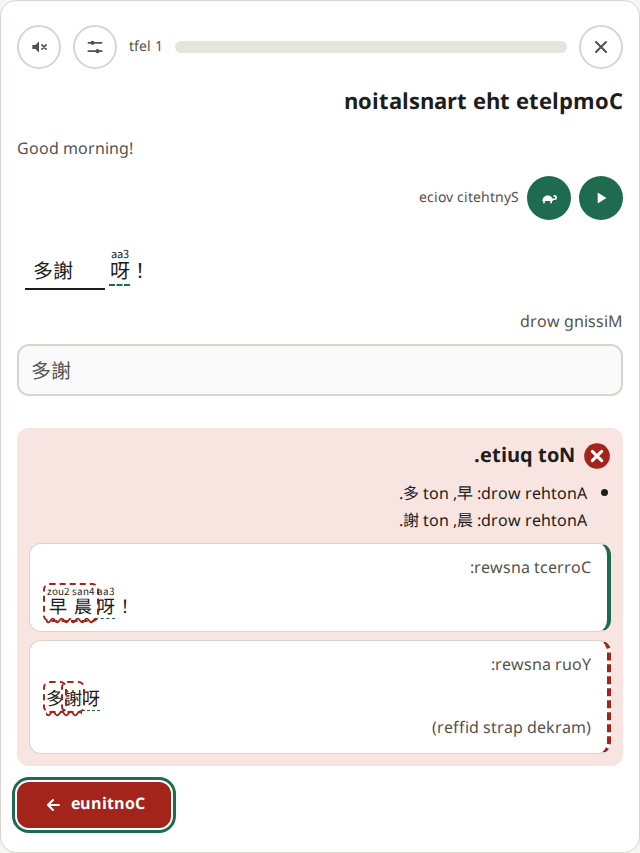 tfel 1
noitalsnart eht etelpmoC
Good morning!
eciov citehtnyS
aa3
多謝 呀！
drow gnissiM
多謝
.etiuq toN
.多 ton ,早 :drow rehtonA
.謝 ton ,晨 :drow rehtonA
:rewsna tcerroC
zou2 san4 aa3
早晨呀！
:rewsna ruoY
多謝呀
(reffid strap dekram)
eunitnoC